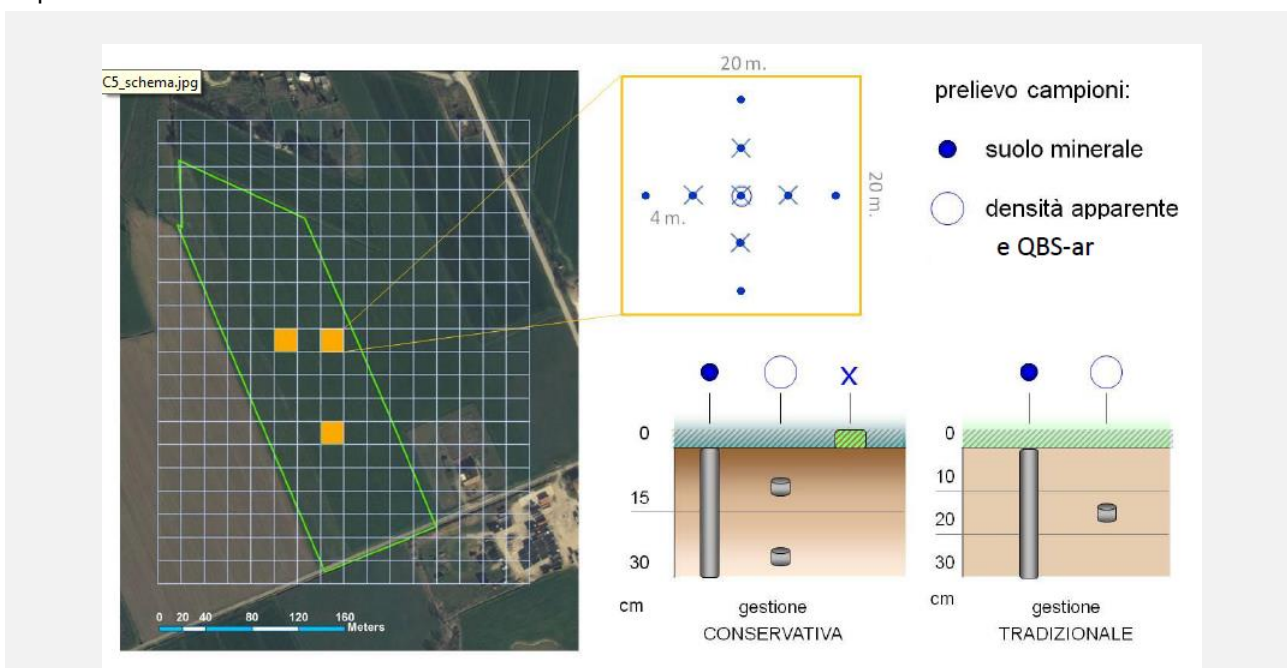 C5_schema.jpg
20 m.
20 m.
4 m.
prelievo campioni:
suolo minerale
densità apparente
e QBS-ar
0 20 40 80 120 160
Meters
X
0
15
30
cm
gestione
CONSERVATIVA
0
10
20
30
cm
gestione
TRADIZIONALE